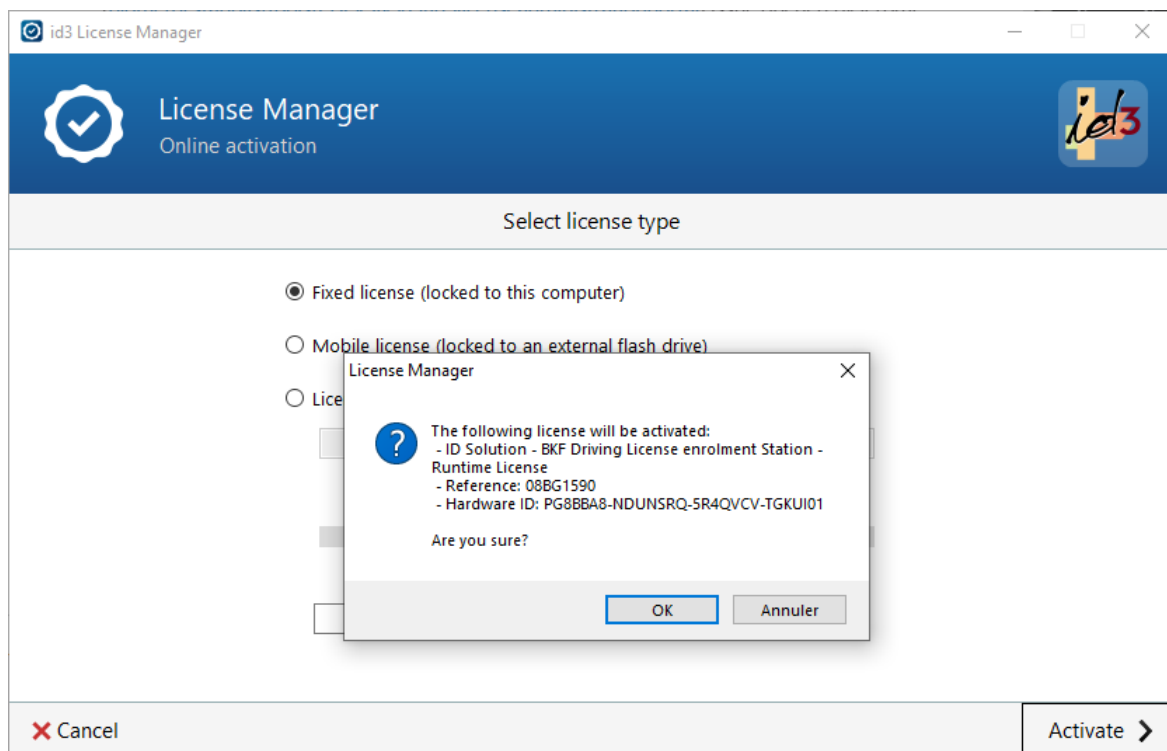 id3 License Manager
License Manager
Online activation
id3
Select license type
Fixed license (locked to this computer)
Mobile license (locked to an external flash drive)
License Manager
Lice
The following license will be activated:
- ID Solution - BKF Driving License enrolment Station -
Runtime License
- Reference: 08BG1590
- Hardware ID: PG8BBA8-NDUNSRQ-5R4QVCV-TGKUI01
Are you sure?
OK
Annuler
Cancel
Activate